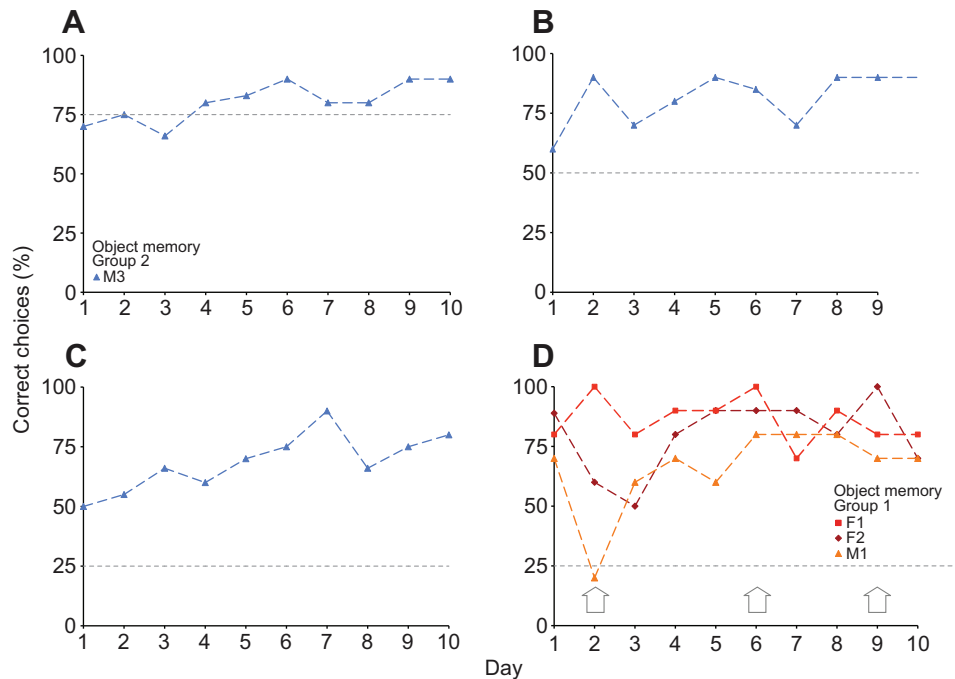 A
100
75
50
25
0
Object memory
Group 2
M3
1 2 3 4 5 6 7 8 9 10
B
100
75
50
25
0
1 2 3 4 5 6 7 8 9
Correct choices (%)
C
100
75
50
25
0
1 2 3 4 5 6 7 8 9 10
D
100
75
50
25
0
Object memory
Group 1
F1
F2
M1
1 2 3 4 5 6 7 8 9 10
Day